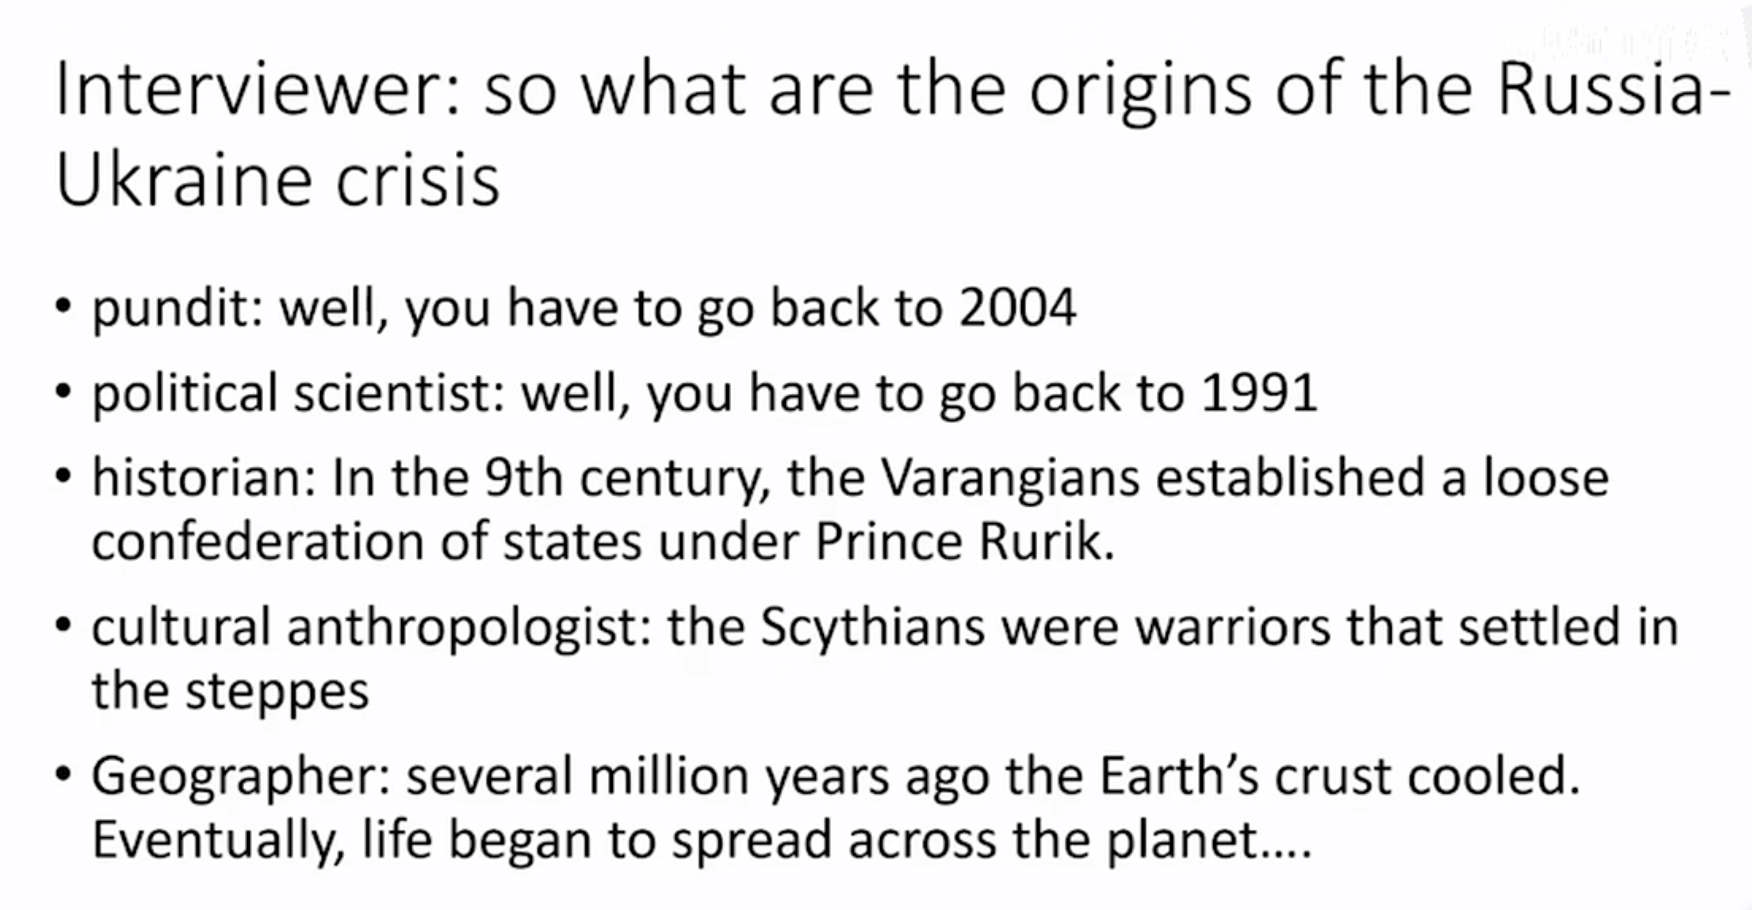 Interviewer: so what are the origins of the Russia-
Ukraine crisis
• pundit: well, you have to go back to 2004
• political scientist: well, you have to go back to 1991
• historian: In the 9th century, the Varangians established a loose
confederation of states under Prince Rurik.
• cultural anthropologist: the Scythians were warriors that settled in
the steppes
• Geographer: several million years ago the Earth’s crust cooled.
Eventually, life began to spread across the planet....